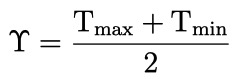 ϒ = (T_max + T_min) / 2